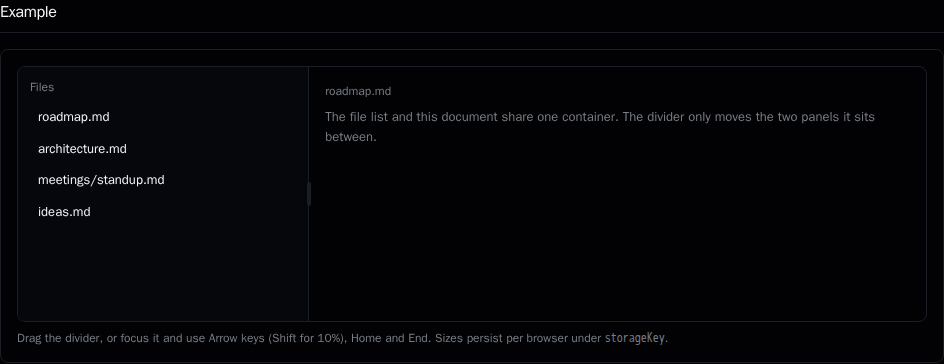 Example
Files
roadmap.md
architecture.md
meetings/standup.md
ideas.md
roadmap.md
The file list and this document share one container. The divider only moves the two panels it sits
between.
Drag the divider, or focus it and use Arrow keys (Shift for 10%), Home and End. Sizes persist per browser under storageKey.